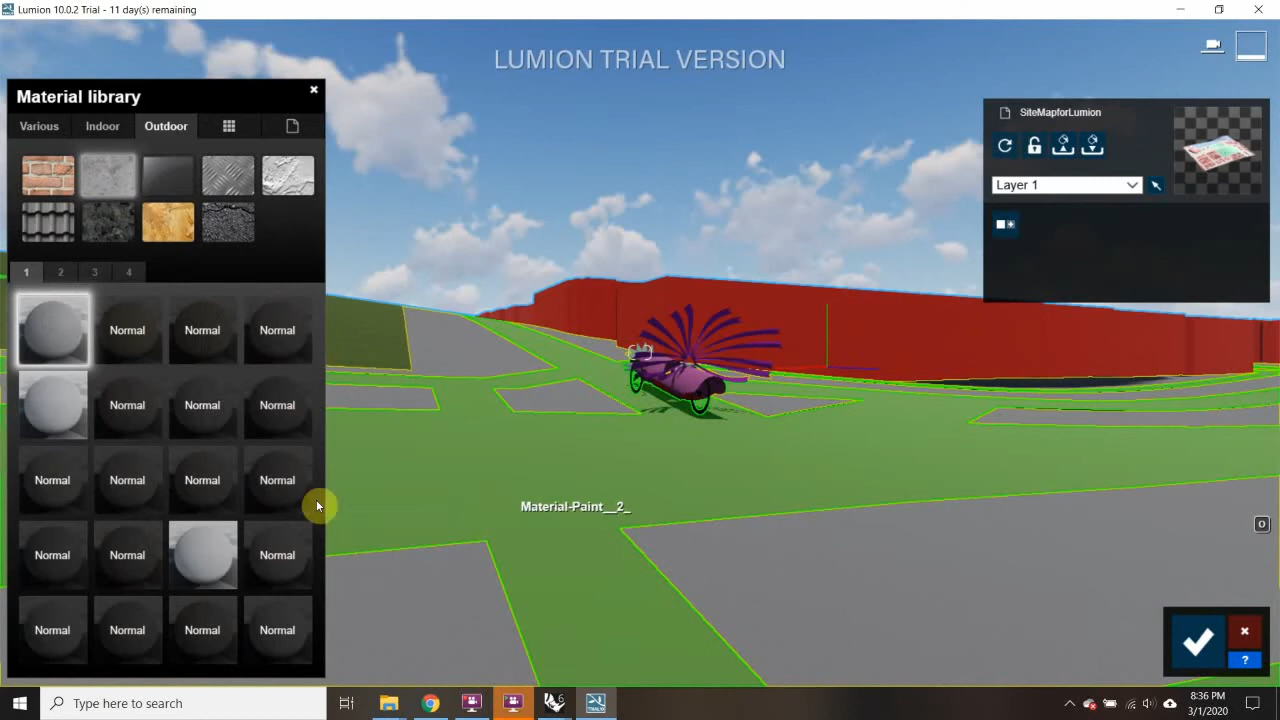 Lumion 10.0.2 Trial - 11 day(s) remaining
LUMION TRIAL VERSION
Material library
Various Indoor Outdoor
1 2 3 4
Normal Normal Normal
Normal Normal Normal
Normal Normal Normal Normal
Normal Normal Normal
Normal Normal Normal Normal
SiteMapforLumion
Layer 1
Material-Paint__2_
O
?
Type here to search
6
8:36 PM
3/1/2020